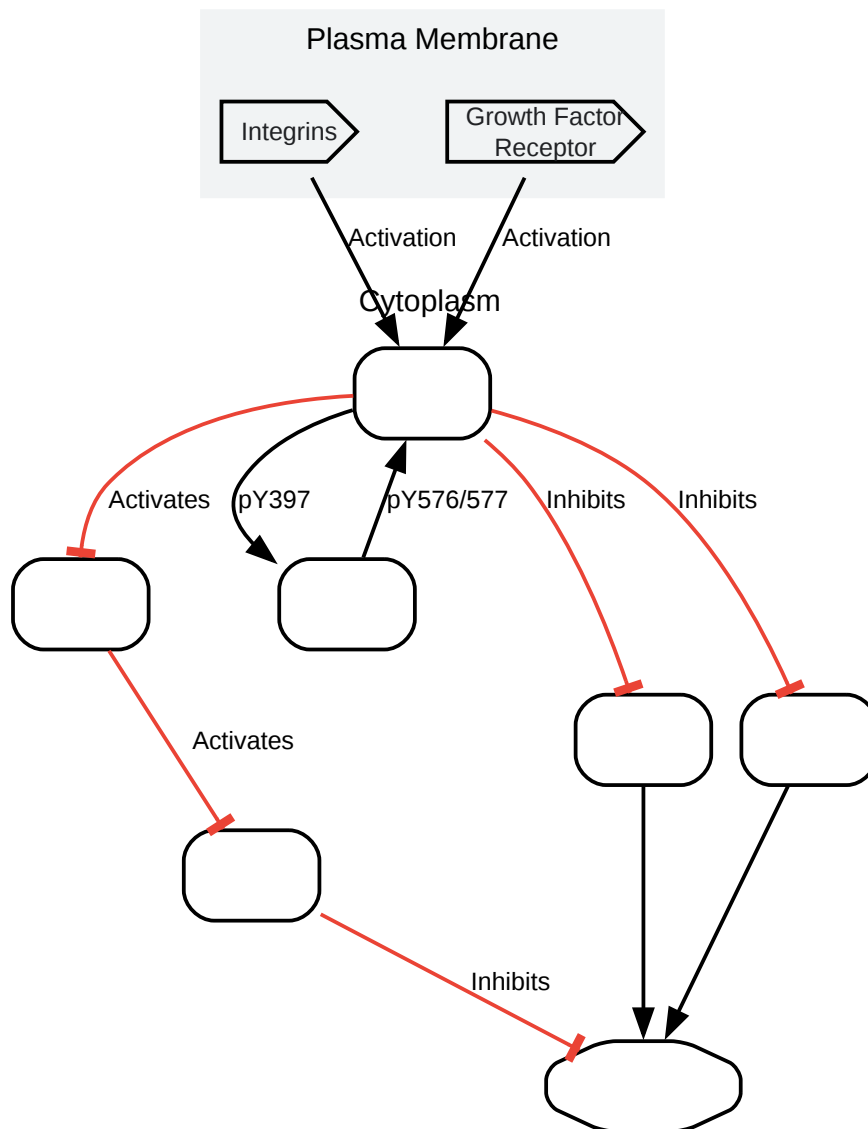 Plasma Membrane
Integrins
Growth Factor
Receptor
Activation
Activation
Cytoplasm
Activates
pY397
pY576/577
Inhibits
Inhibits
Activates
Inhibits